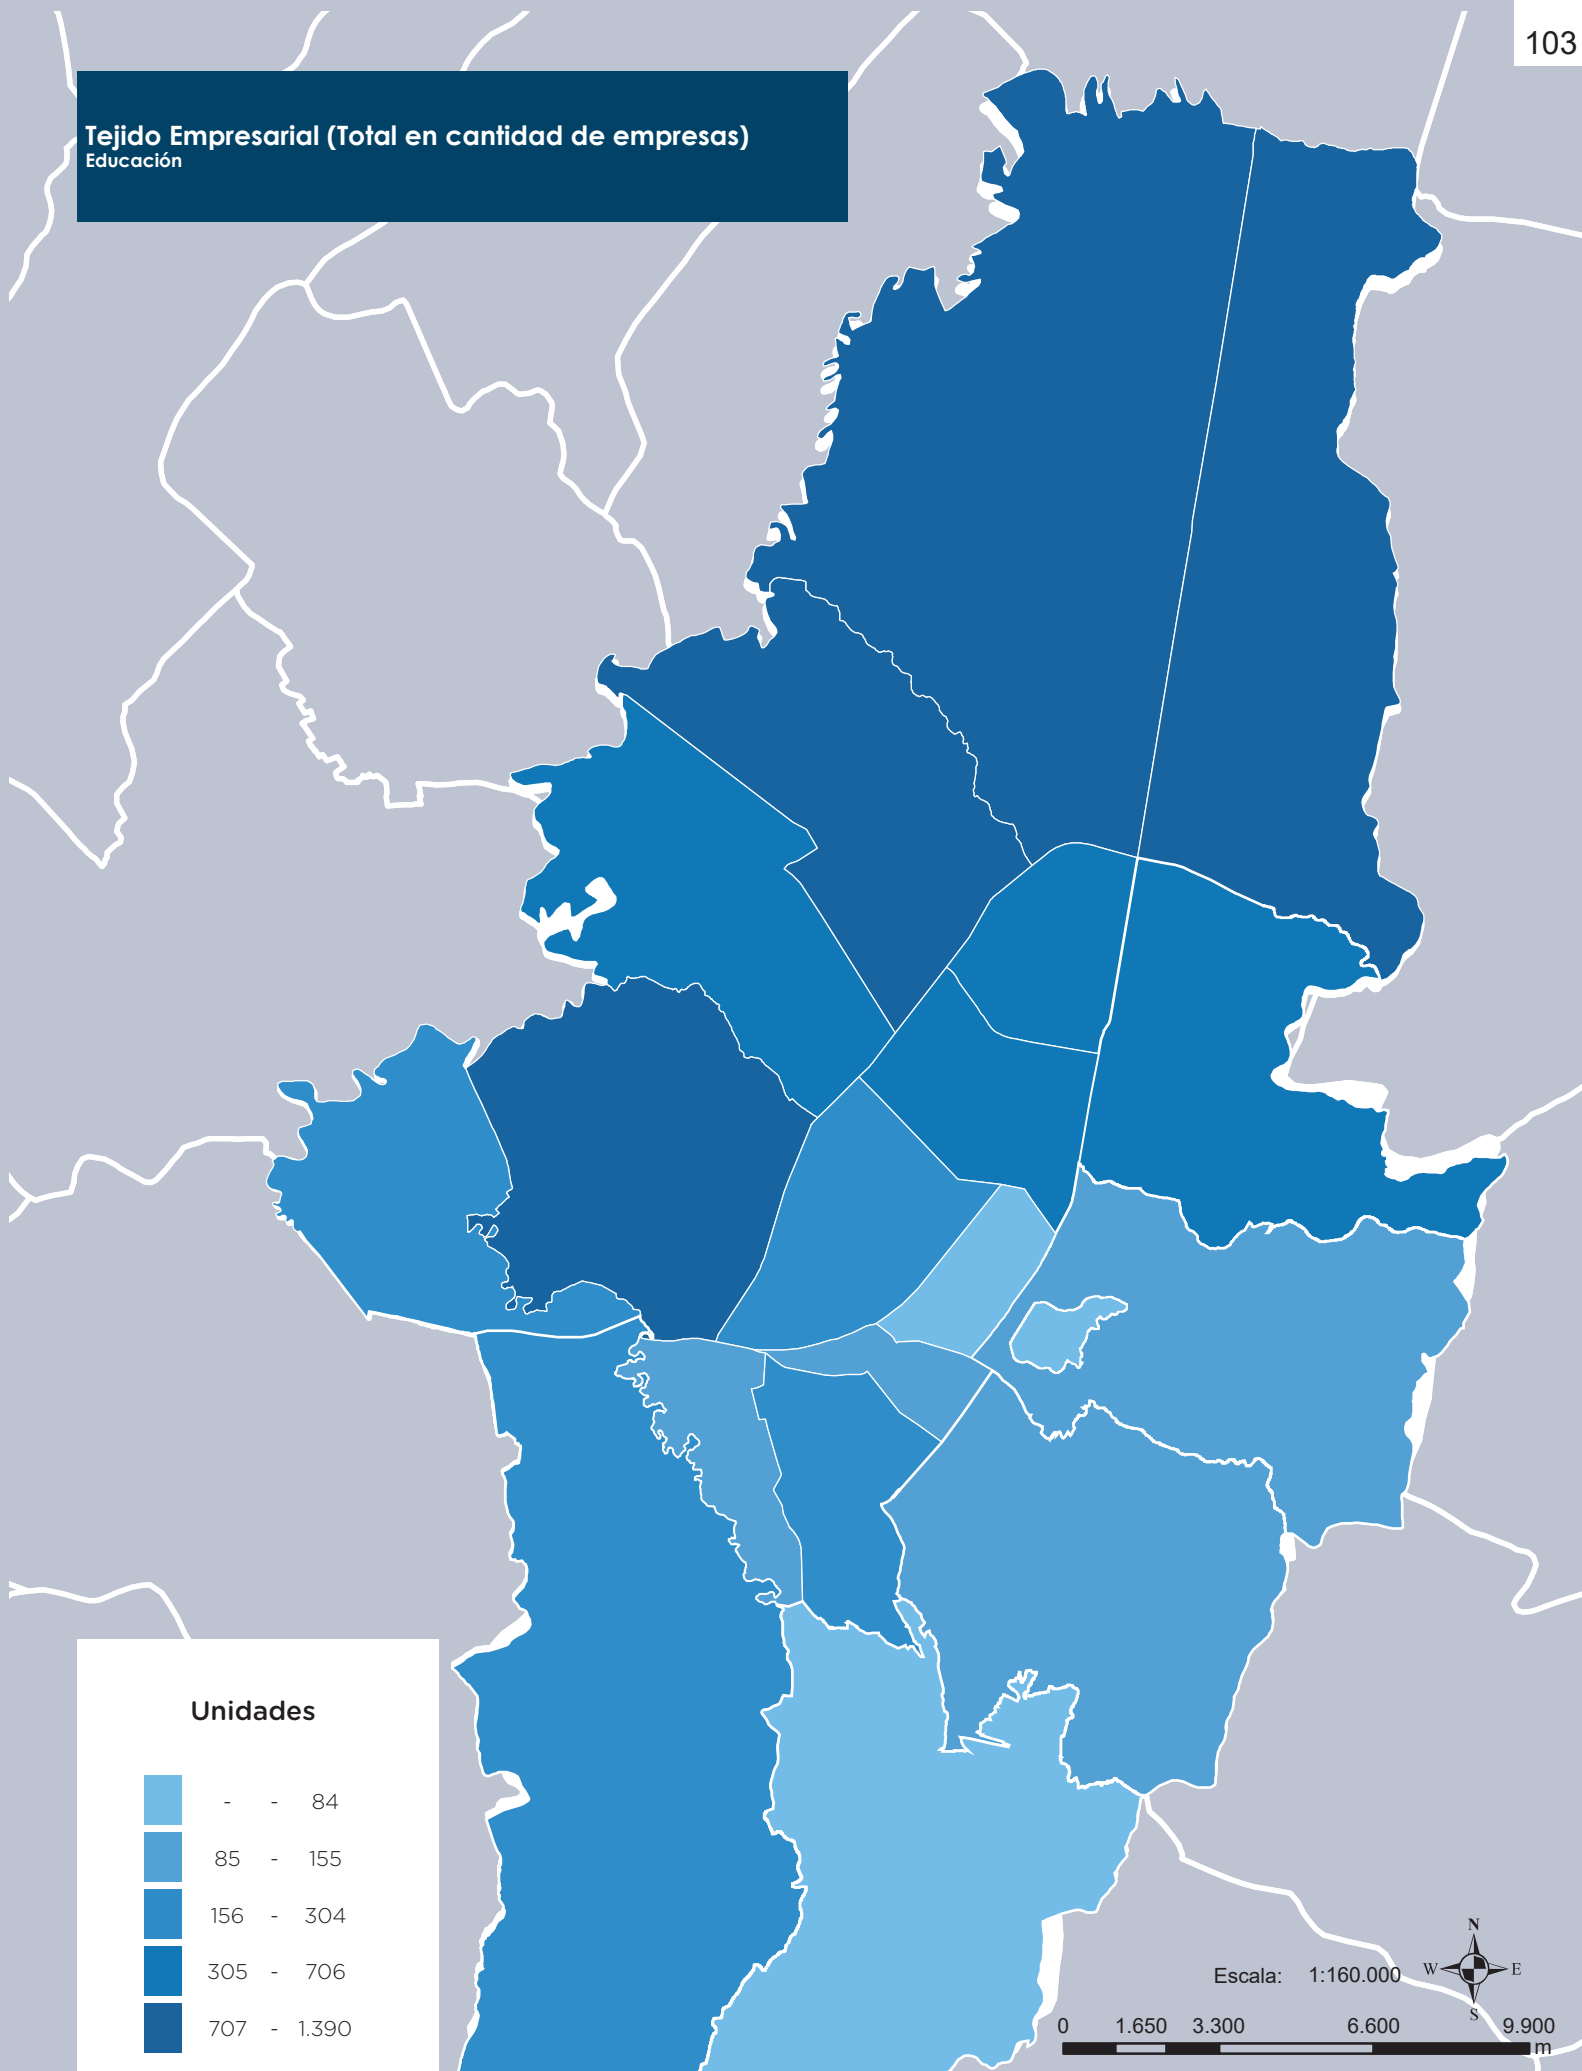 103
Tejido Empresarial (Total en cantidad de empresas)
Educación
Unidades
- - 84
85 - 155
156 - 304
305 - 706
707 - 1.390
N
W E
S
Escala: 1:160.000
0 1.650 3.300 6.600 9.900
m